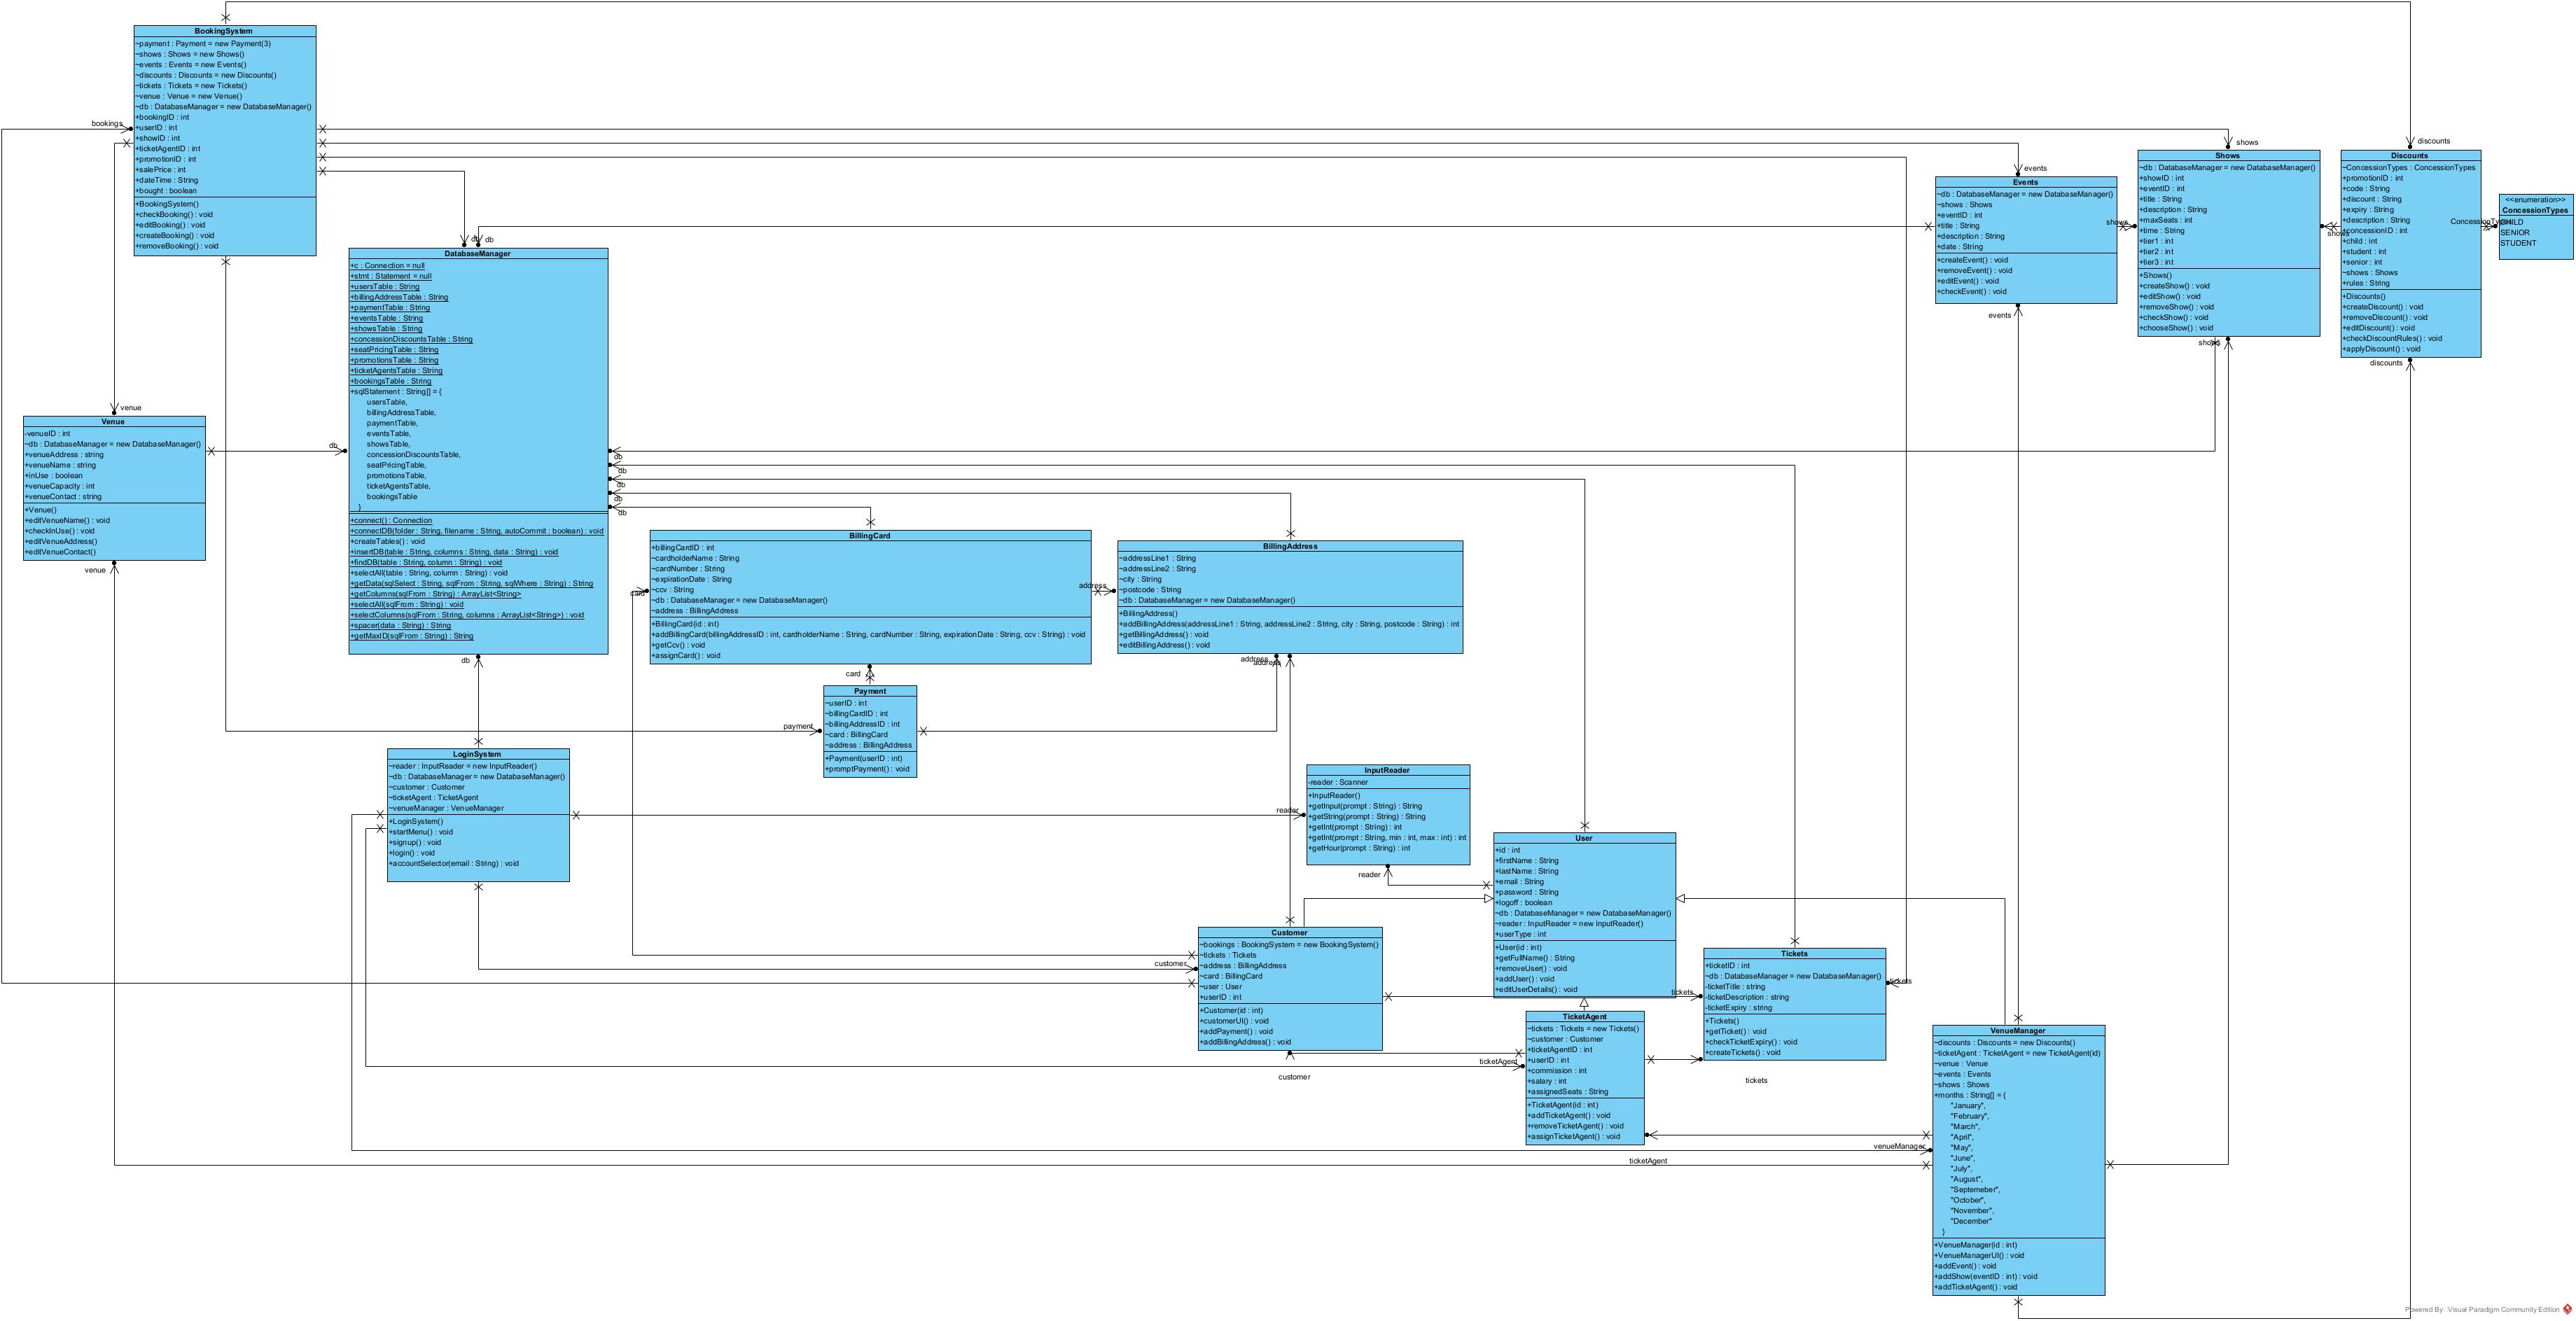 BookingSystem
~payment : Payment = new Payment(3)
~shows : Shows = new Shows()
~events : Events = new Events()
~discounts : Discounts = new Discounts()
~tickets : Tickets = new Tickets()
~venue : Venue = new Venue()
~db : DatabaseManager = new DatabaseManager()
+bookingID : int
+userID : int
+showID : int
+ticketAgentID : int
+promotionID : int
+salePrice : int
+dateTime : String
+bought : boolean
+BookingSystem()
+checkBooking() : void
+editBooking() : void
+createBooking() : void
+removeBooking() : void
bookings
shows
discounts
events
Events
~db : DatabaseManager = new DatabaseManager()
~shows : Shows
+eventID : int
+title : String
+description : String
+date : String
+createEvent() : void
+removeEvent() : void
+editEvent() : void
+checkEvent() : void
events
shows
Shows
~db : DatabaseManager = new DatabaseManager()
+showID : int
+eventID : int
+title : String
+description : String
+maxSeats : int
+time : String
+tier1 : int
+tier2 : int
+tier3 : int
+Shows()
+createShow() : void
+editShow() : void
+removeShow() : void
+checkShow() : void
+chooseShow() : void
shows
shows
Discounts
~ConcessionTypes : ConcessionTypes
+promotionID : int
+code : String
+discount : String
+expiry : String
+description : String
+concessionID : int
+child : int
+student : int
+senior : int
~shows : Shows
+rules : String
+Discounts()
+createDiscount() : void
+removeDiscount() : void
+editDiscount() : void
+checkDiscountRules() : void
+applyDiscount() : void
discounts
ConcessionTypes
<<enumeration>>
ConcessionTypes
CHILD
SENIOR
STUDENT
db
db
DatabaseManager
+c : Connection = null
+stmt : Statement = null
+usersTable : String
+billingAddressTable : String
+paymentTable : String
+eventsTable : String
+showsTable : String
+concessionDiscountsTable : String
+seatPricingTable : String
+promotionsTable : String
+ticketAgentsTable : String
+bookingsTable : String
+sqlStatement : String[] = {
usersTable,
billingAddressTable,
paymentTable,
eventsTable,
showsTable,
concessionDiscountsTable,
seatPricingTable,
promotionsTable,
ticketAgentsTable,
bookingsTable
}
+connect() : Connection
+connectDB(folder : String, filename : String, autoCommit : boolean) : void
+createTables() : void
+insertDB(table : String, columns : String, data : String) : void
+findDB(table : String, column : String) : void
+selectAll(table : String, column : String) : void
+getData(sqlSelect : String, sqlFrom : String, sqlWhere : String) : String
+getColumns(sqlFrom : String) : ArrayList<String>
+selectAll(sqlFrom : String) : void
+selectColumns(sqlFrom : String, columns : ArrayList<String>) : void
+spacer(data : String) : String
+getMaxID(sqlFrom : String) : String
db
db
db
db
db
db
db
venue
Venue
-venueID : int
~db : DatabaseManager = new DatabaseManager()
+venueAddress : string
+venueName : string
+inUse : boolean
+venueCapacity : int
+venueContact : string
+Venue()
+editVenueName() : void
+checkInUse() : void
+editVenueAddress()
+editVenueContact()
venue
BillingCard
+billingCardID : int
~cardholderName : String
~cardNumber : String
~expirationDate : String
~ccv : String
~db : DatabaseManager = new DatabaseManager()
~address : BillingAddress
+BillingCard(id : int)
+addBillingCard(billingAddressID : int, cardholderName : String, cardNumber : String, expirationDate : String, ccv : String) : void
+getCcv() : void
+assignCard() : void
card
card
address
BillingAddress
~addressLine1 : String
~addressLine2 : String
~city : String
~postcode : String
~db : DatabaseManager = new DatabaseManager()
+BillingAddress()
+addBillingAddress(addressLine1 : String, addressLine2 : String, city : String, postcode : String) : int
+getBillingAddress() : void
+editBillingAddress() : void
address
address
Payment
~userID : int
~billingCardID : int
~billingAddressID : int
~card : BillingCard
~address : BillingAddress
+Payment(userID : int)
+promptPayment() : void
payment
LoginSystem
~reader : InputReader = new InputReader()
~db : DatabaseManager = new DatabaseManager()
~customer : Customer
~ticketAgent : TicketAgent
~venueManager : VenueManager
+LoginSystem()
+startMenu() : void
+signup() : void
+login() : void
+accountSelector(email : String) : void
reader
InputReader
-reader : Scanner
+InputReader()
+getInput(prompt : String) : String
+getString(prompt : String) : String
+getInt(prompt : String) : int
+getInt(prompt : String, min : int, max : int) : int
+getHour(prompt : String) : int
reader
User
+id : int
+firstName : String
+lastName : String
+email : String
+password : String
+logoff : boolean
~db : DatabaseManager = new DatabaseManager()
~reader : InputReader = new InputReader()
+userType : int
+User(id : int)
+getFullName() : String
+removeUser() : void
+addUser() : void
+editUserDetails() : void
Customer
~bookings : BookingSystem = new BookingSystem()
~tickets : Tickets
~address : BillingAddress
~card : BillingCard
~user : User
+userID : int
+Customer(id : int)
+customerUI() : void
+addPayment() : void
+addBillingAddress() : void
customer
customer
tickets
tickets
Tickets
+ticketID : int
~db : DatabaseManager = new DatabaseManager()
-ticketTitle : string
-ticketDescription : string
-ticketExpiry : string
+Tickets()
+getTicket() : void
+checkTicketExpiry() : void
+createTickets() : void
tickets
TicketAgent
~tickets : Tickets = new Tickets()
~customer : Customer
+ticketAgentID : int
+userID : int
+commission : int
+salary : int
+assignedSeats : String
+TicketAgent(id : int)
+addTicketAgent() : void
+removeTicketAgent() : void
+assignTicketAgent() : void
ticketAgent
ticketAgent
venueManager
VenueManager
~discounts : Discounts = new Discounts()
~ticketAgent : TicketAgent = new TicketAgent(id)
~venue : Venue
~events : Events
~shows : Shows
+months : String[] = {
"January",
"February",
"March",
"April",
"May",
"June",
"July",
"August",
"Septemeber",
"October",
"November",
"December"
}
+VenueManager(id : int)
+VenueManagerUI() : void
+addEvent() : void
+addShow(eventID : int) : void
+addTicketAgent() : void
Powered By: Visual Paradigm Community Edition